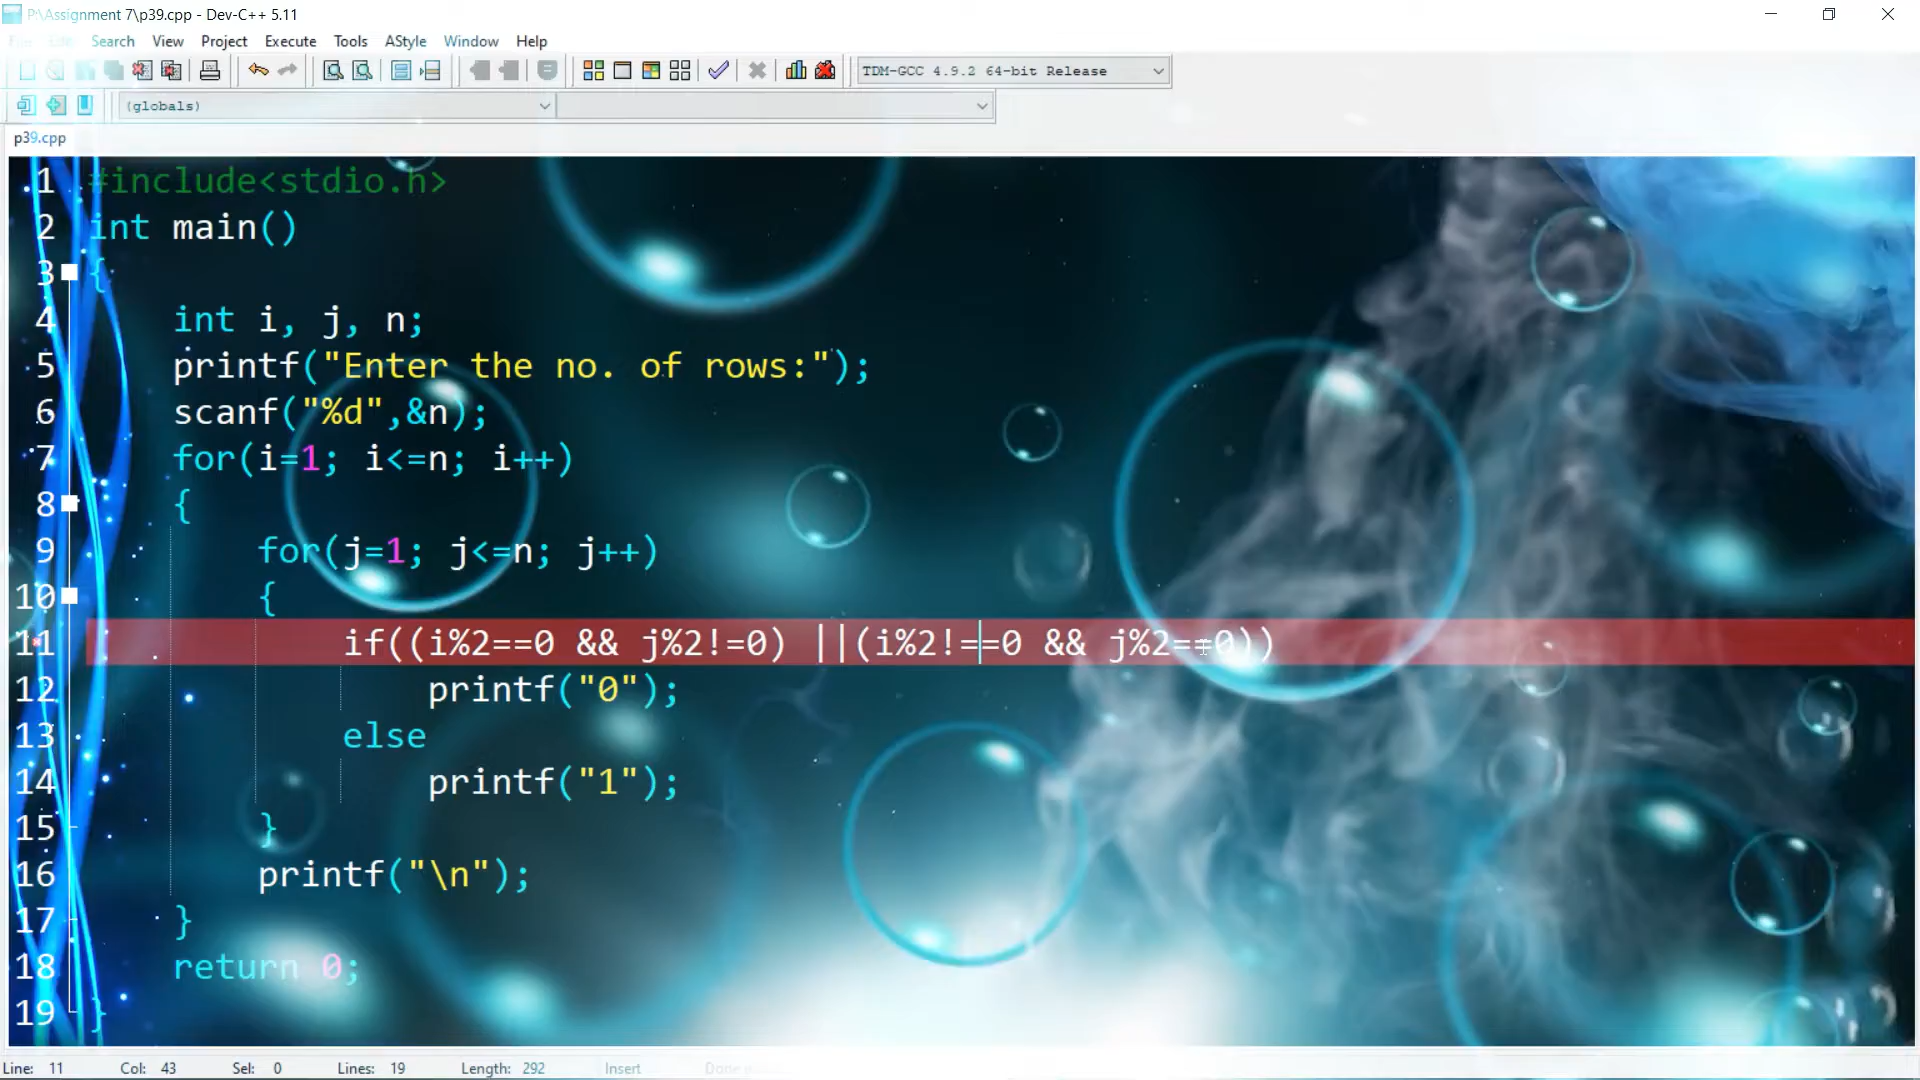 P:\Assignment 7\p39.cpp - Dev-C++ 5.11
Search View Project Execute Tools AStyle Window Help
TDM-GCC 4.9.2 64-bit Release
(globals)
p39.cpp
1 #include<stdio.h>
2 int main()
3 {
4 int i, j, n;
5 printf("Enter the no. of rows:");
6 scanf("%d",&n);
7 for(i=1; i<=n; i++)
8 {
9 for(j=1; j<=n; j++)
10 {
11 if((i%2==0 && j%2!=0) ||(i%2!==0 && j%2==0))
12 printf("0");
13 else
14 printf("1");
15 }
16 printf("\n");
17 }
18 return 0;
19 }
Line: 11 Col: 43 Sel: 0 Lines: 19 Length: 292 Insert